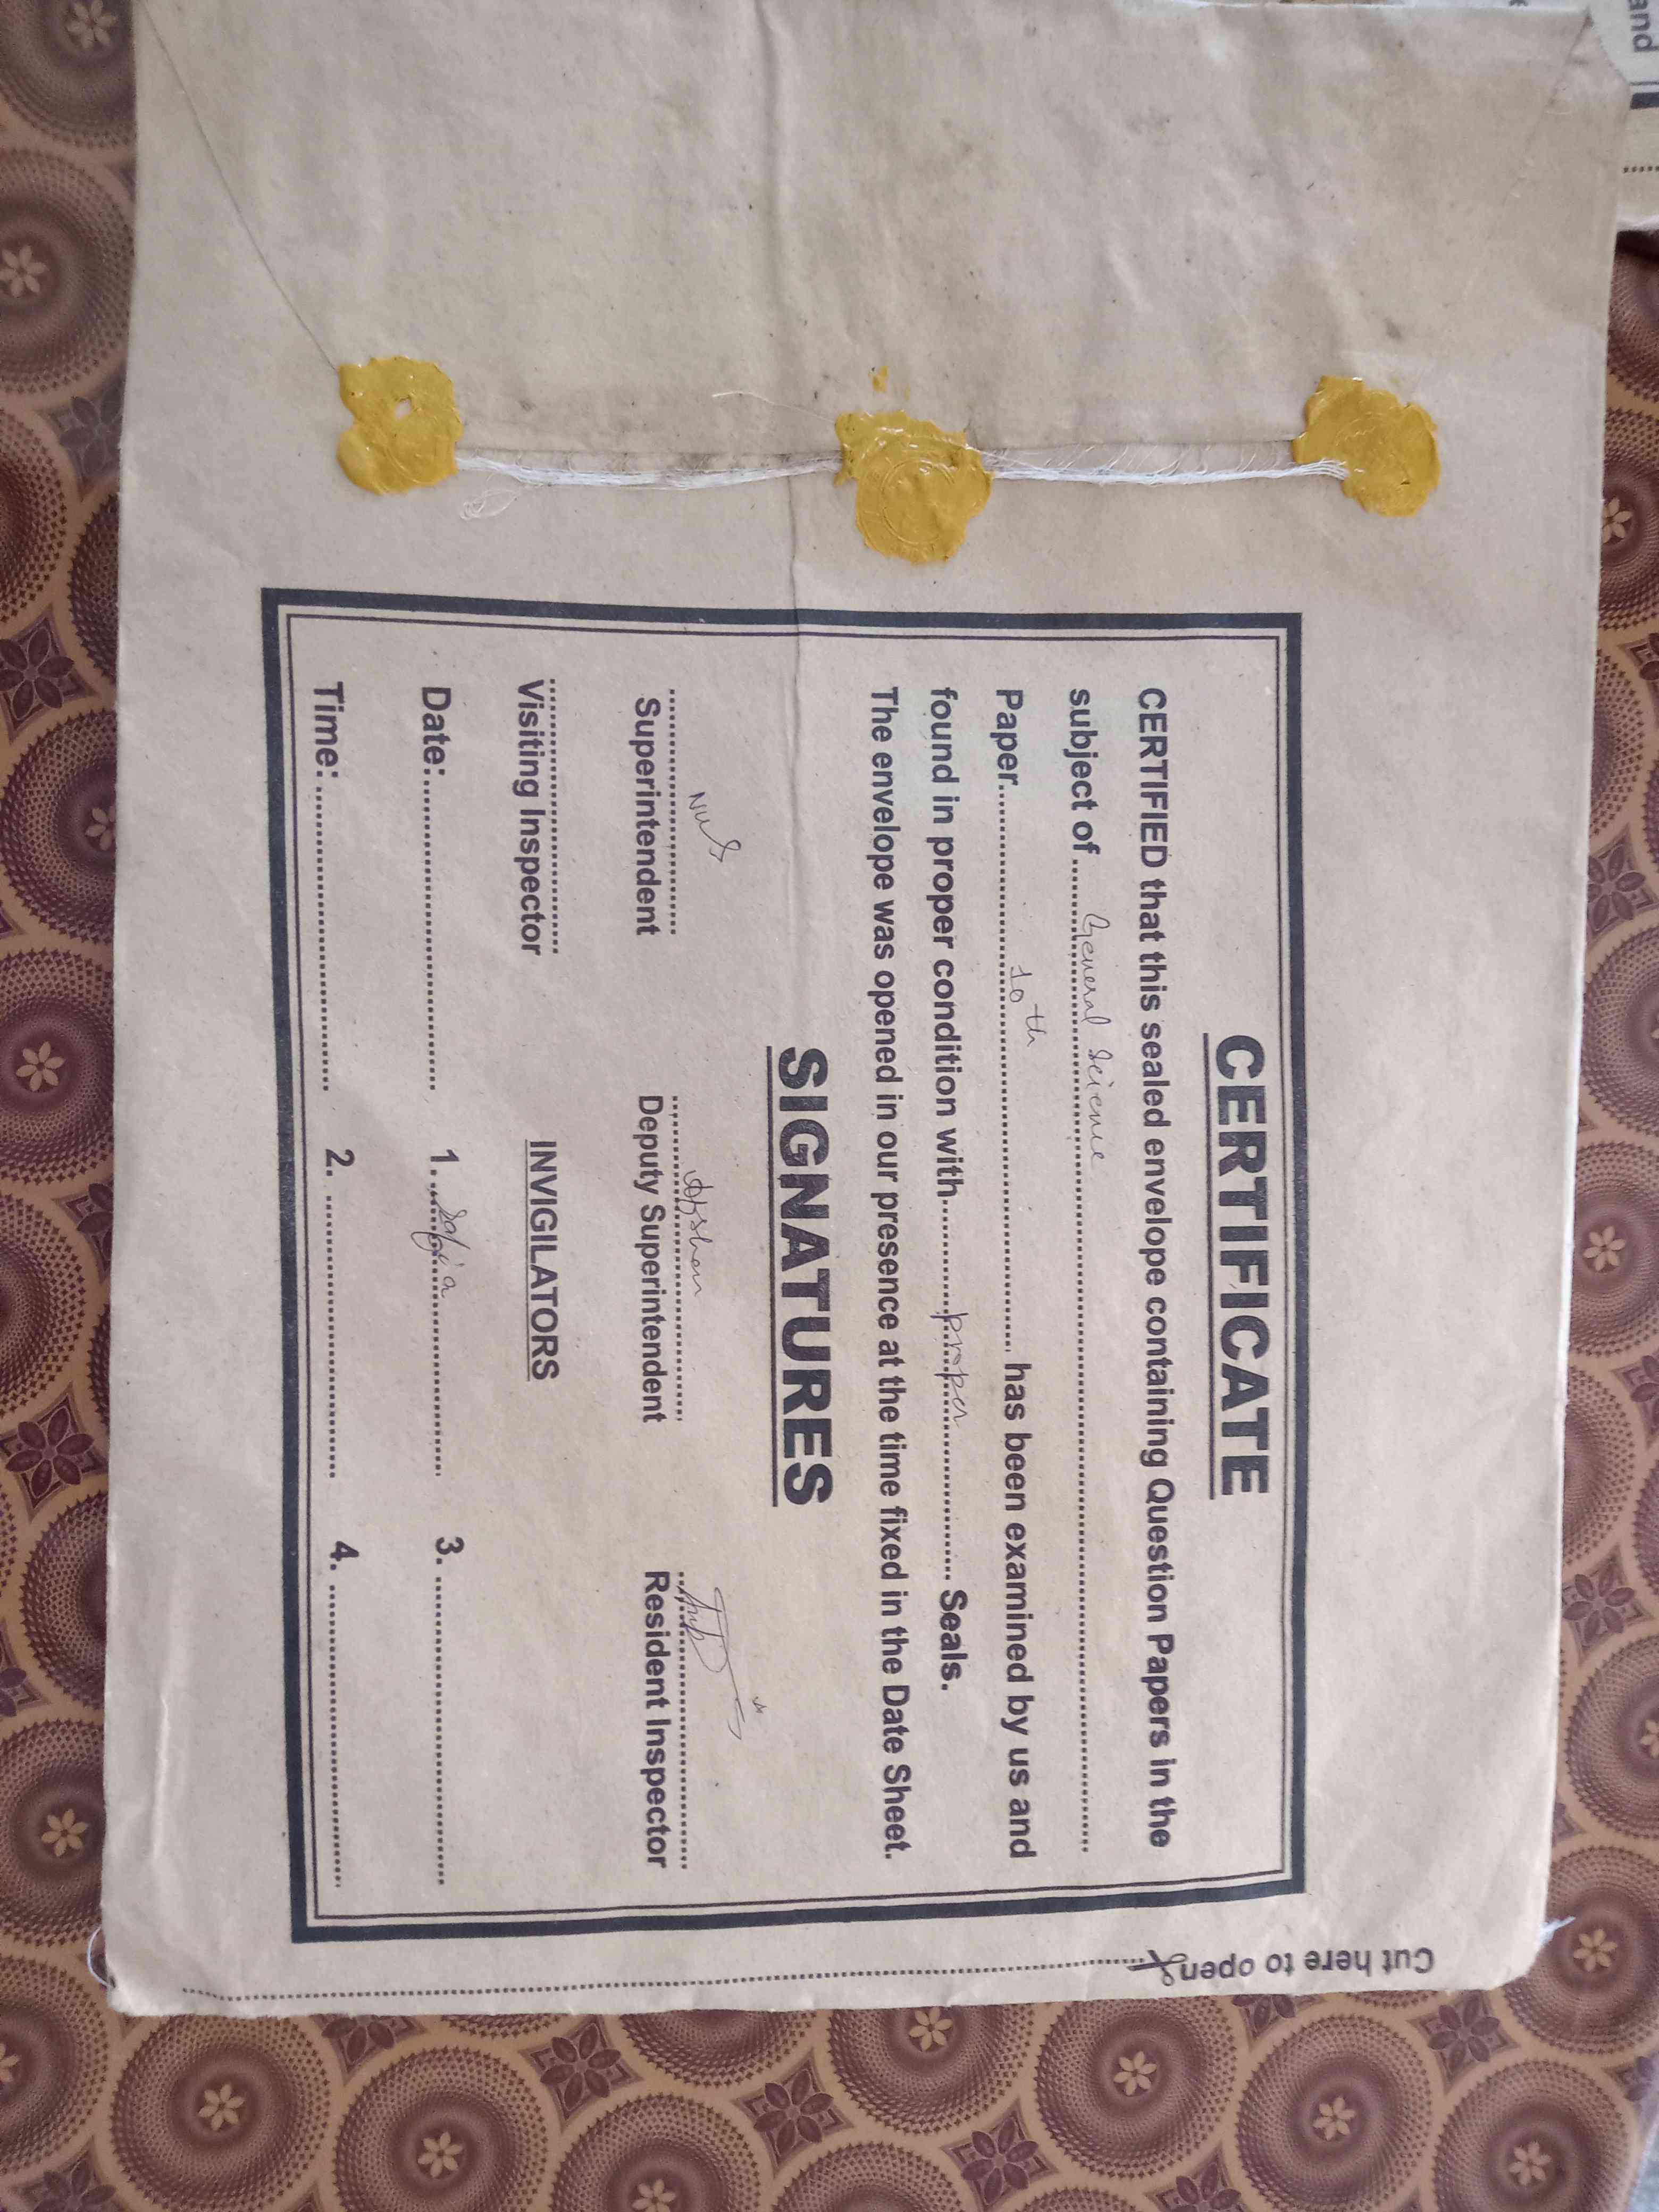 and
CERTIFICATE
CERTIFIED that this sealed envelope containing Question Papers in the
subject of General Science
Paper 10th has been examined by us and
found in proper condition with proper Seals.
The envelope was opened in our presence at the time fixed in the Date Sheet.
SIGNATURES
Afshan
Superintendent Deputy Superintendent Resident Inspector
Visiting Inspector INVIGILATORS
Date: 1. Safia 3.
Time: 2. 4.
Cut here to open